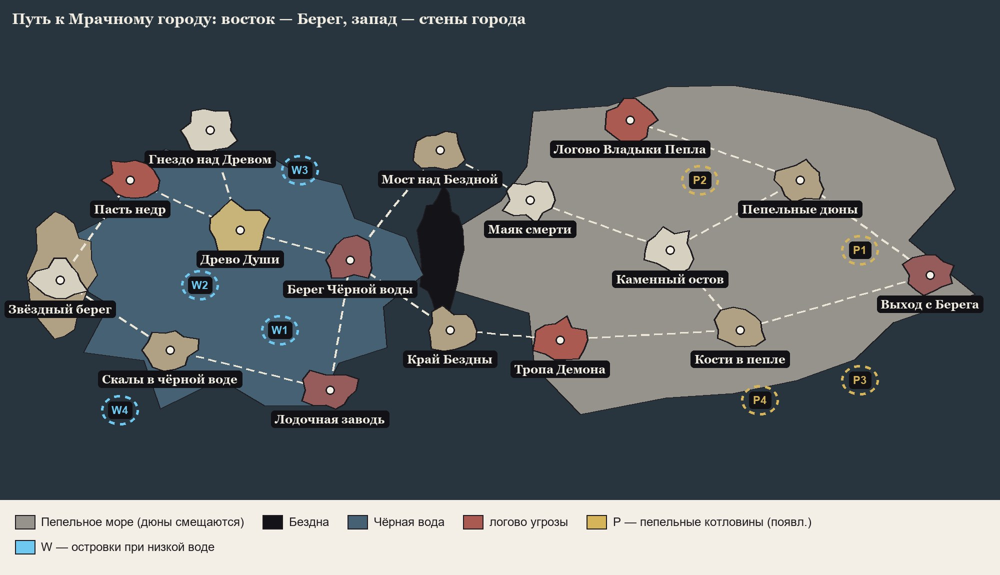 Путь к Мрачному городу: восток — Берег, запад — стены города
Логово Владыки Пепла
Гнездо над Древом
W3
Мост над Бездной
P2
Пасть недр
Пепельные дюны
Маяк смерти
P1
Древо Души
Каменный остов
W2
Берег Чёрной воды
Звёздный берег
Выход с Берега
W1
Край Бездны
Кости в пепле
Тропа Демона
Скалы в чёрной воде
P3
P4
W4
Лодочная заводь
Пепельное море (дюны смещаются)
Бездна
Чёрная вода
логово угрозы
P — пепельные котловины (появл.)
W — островки при низкой воде